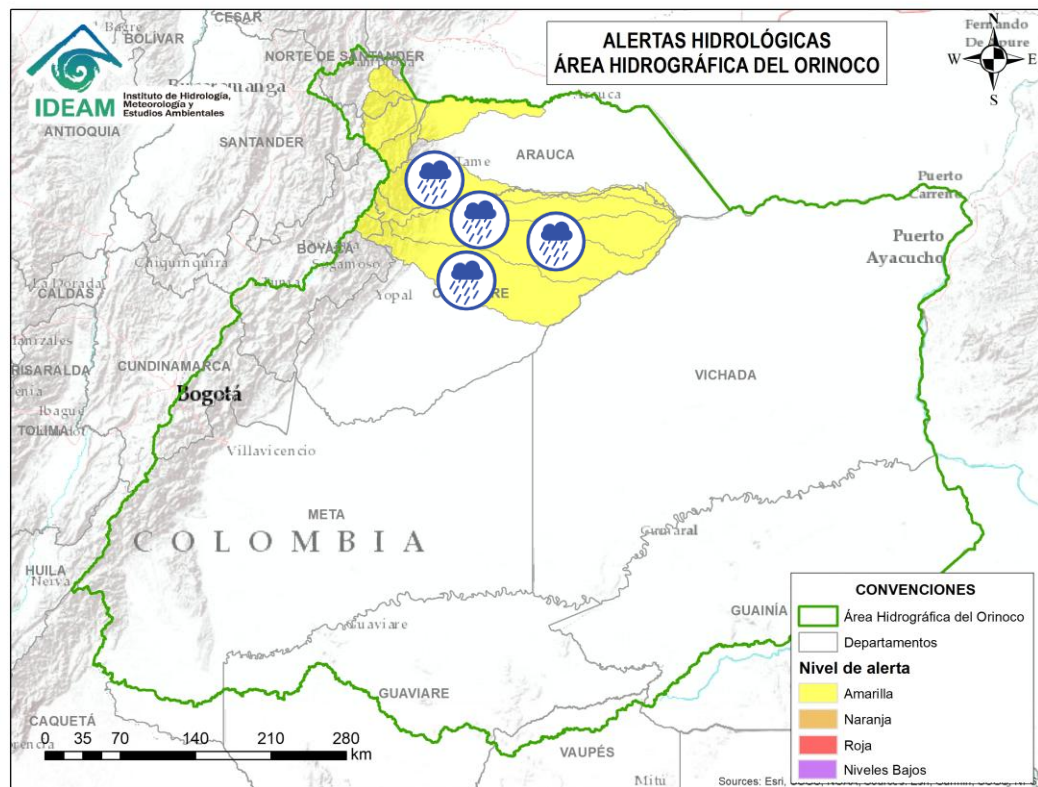 ALERTAS HIDROLÓGICAS
ÁREA HIDROGRÁFICA DEL ORINOCO
IDEAM
Instituto de Hidrología,
Meteorología y
Estudios Ambientales
N
W E
S
CESAR
BOLÍVAR
NORTE DE SANTANDER
ANTIOQUIA
SANTANDER
Arauca
Tame
ARAUCA
Puerto
Carreño
Puerto
Ayacucho
BOYACÁ
Sogamoso
Chiquinquira
La Dorada
CALDAS
Yopal
Manizales
RISARALDA
CUNDINAMARCA
Bogotá
Ibague
TOLIMA
VICHADA
Villavicencio
META
COLOMBIA
HUILA
Neiva
Guaviare
GUAINÍA
GUAVIARE
CAQUETÁ
VAUPÉS
Mitú
0 35 70 140 210 280
km
CONVENCIONES
Área Hidrográfica del Orinoco
Departamentos
Nivel de alerta
Amarilla
Naranja
Roja
Niveles Bajos